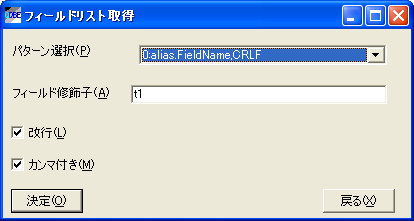 フィールドリスト取得
パターン選択(P) 0:alias.FieldName,CRLF
フィールド修飾子(A) t1
改行(L)
カンマ付き(M)
決定(O) 戻る(X)